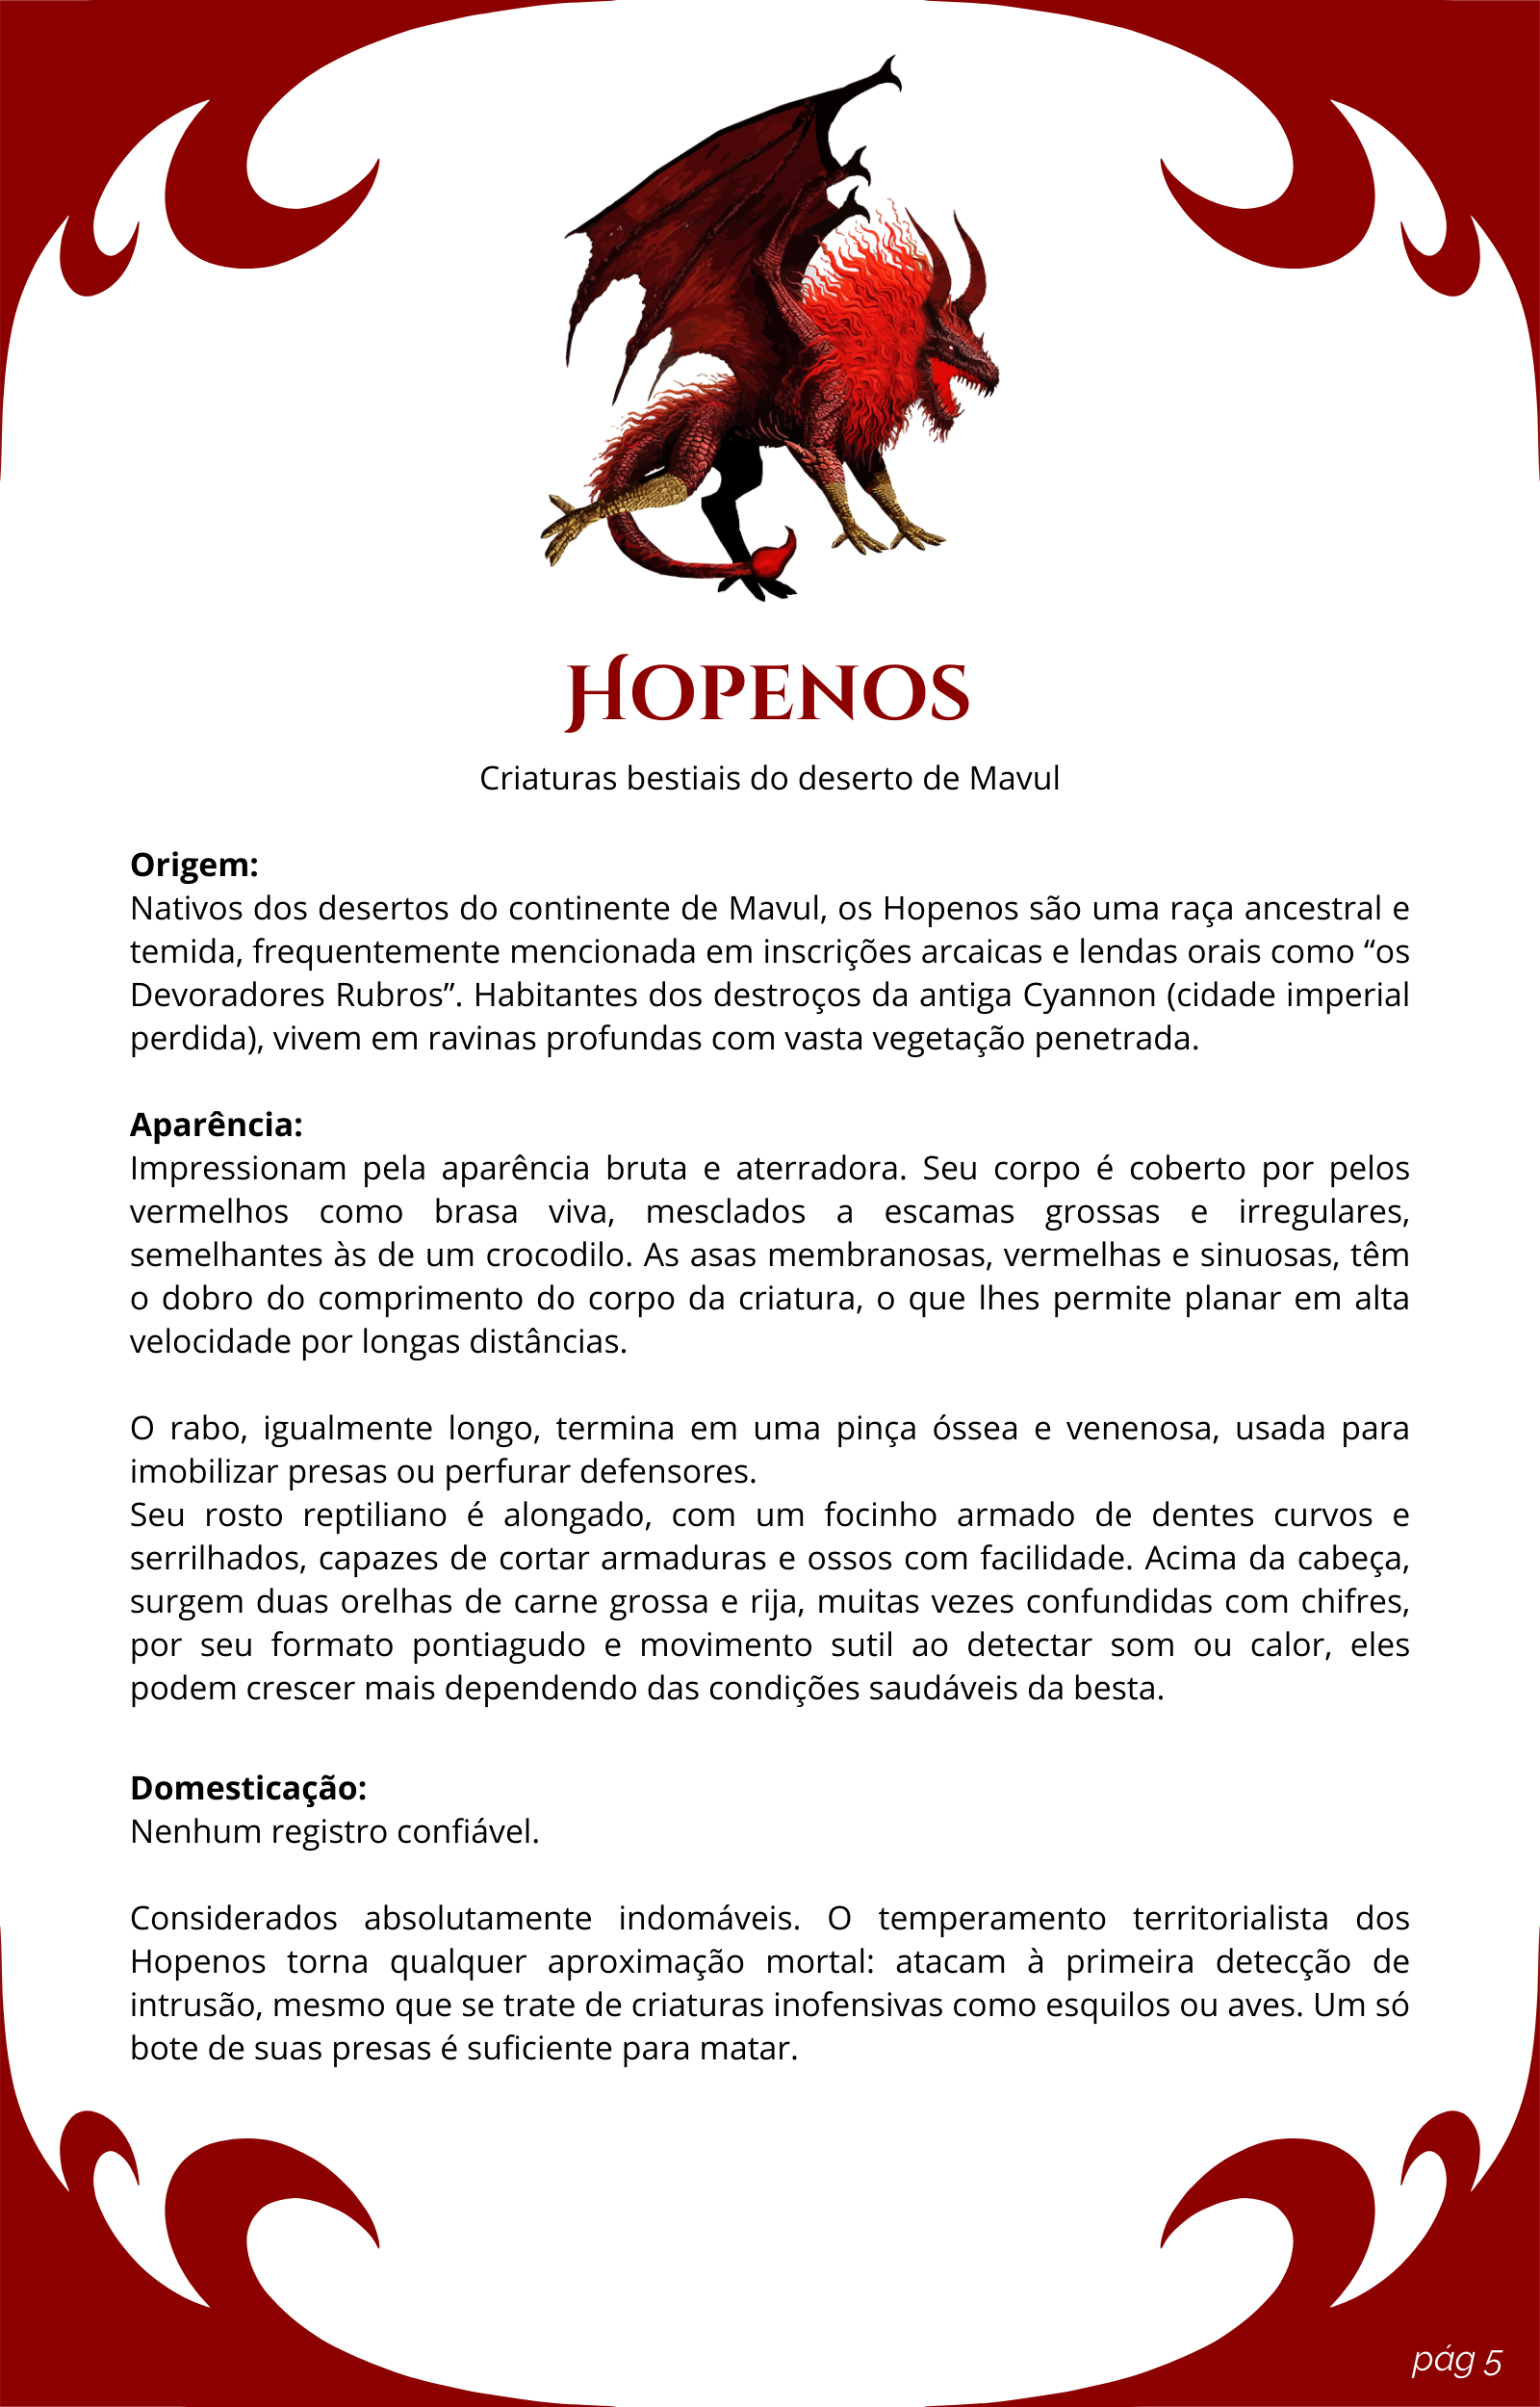 Hopenos
Criaturas bestiais do deserto de Mavul
Origem:
Nativos dos desertos do continente de Mavul, os Hopenos são uma raça ancestral e
temida, frequentemente mencionada em inscrições arcaicas e lendas orais como “os
Devoradores Rubros”. Habitantes dos destroços da antiga Cyannon (cidade imperial
perdida), vivem em ravinas profundas com vasta vegetação penetrada.
Aparência:
Impressionam pela aparência bruta e aterradora. Seu corpo é coberto por pelos
vermelhos como brasa viva, mesclados a escamas grossas e irregulares,
semelhantes às de um crocodilo. As asas membranosas, vermelhas e sinuosas, têm
o dobro do comprimento do corpo da criatura, o que lhes permite planar em alta
velocidade por longas distâncias.
O rabo, igualmente longo, termina em uma pinça óssea e venenosa, usada para
imobilizar presas ou perfurar defensores.
Seu rosto reptiliano é alongado, com um focinho armado de dentes curvos e
serrilhados, capazes de cortar armaduras e ossos com facilidade. Acima da cabeça,
surgem duas orelhas de carne grossa e rija, muitas vezes confundidas com chifres,
por seu formato pontiagudo e movimento sutil ao detectar som ou calor, eles
podem crescer mais dependendo das condições saudáveis da besta.
Domesticação:
Nenhum registro confiável.
Considerados absolutamente indomáveis. O temperamento territorialista dos
Hopenos torna qualquer aproximação mortal: atacam à primeira detecção de
intrusão, mesmo que se trate de criaturas inofensivas como esquilos ou aves. Um só
bote de suas presas é suficiente para matar.
pág 5